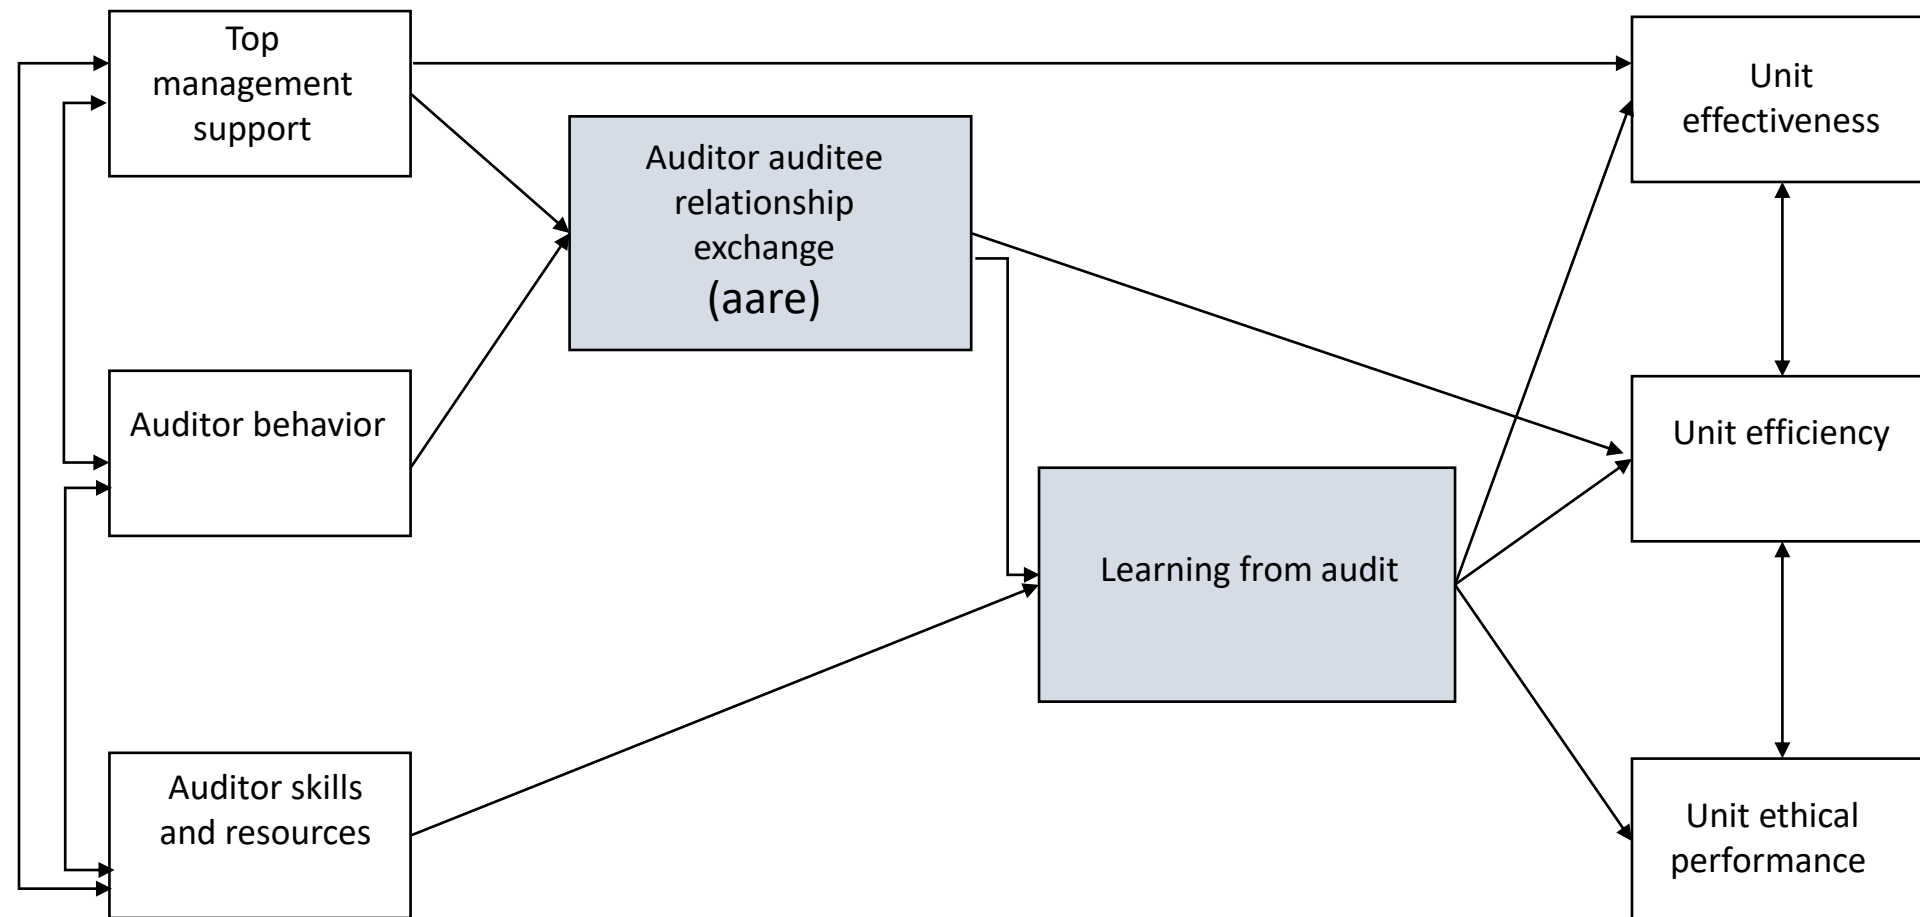 Top
management
support
Auditor auditee
relationship
exchange
(aare)
Unit
effectiveness
Auditor behavior
Unit efficiency
Learning from audit
Auditor skills
and resources
Unit ethical
performance